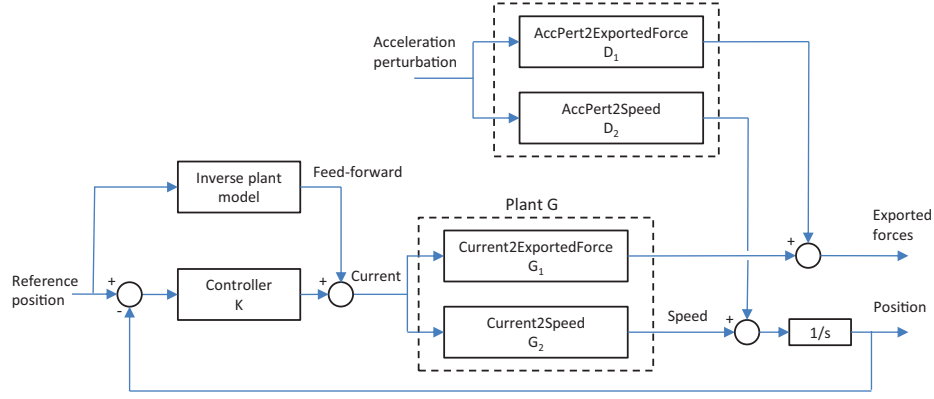 AccPert2ExportedForce
D1
Acceleration
perturbation
AccPert2Speed
D2
Inverse plant
model
Feed-forward
Plant G
Exported
forces
Current2ExportedForce
G1
+
Reference
position
+
-
Controller
K
+
Current
Current2Speed
G2
Speed
+
1/s
Position